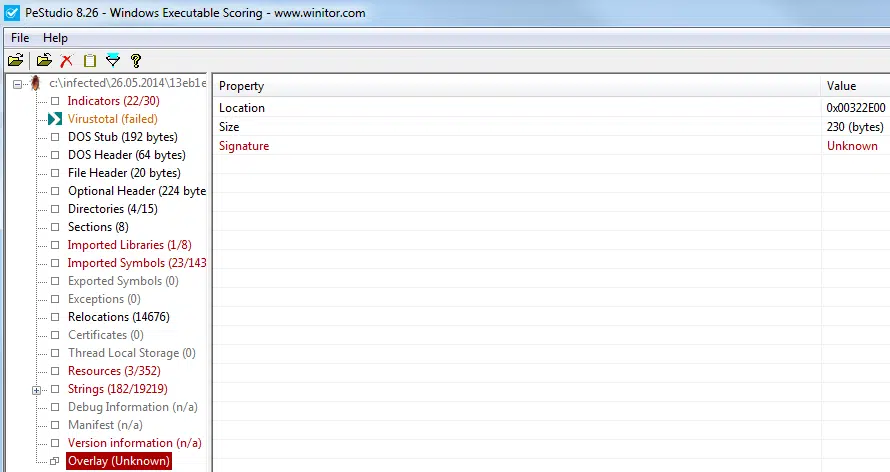 PeStudio 8.26 - Windows Executable Scoring - www.winitor.com
File Help
c:\infected\26.05.2014\13eb1e
Indicators (22/30)
Virustotal (failed)
DOS Stub (192 bytes)
DOS Header (64 bytes)
File Header (20 bytes)
Optional Header (224 byte
Directories (4/15)
Sections (8)
Imported Libraries (1/8)
Imported Symbols (23/143
Exported Symbols (0)
Exceptions (0)
Relocations (14676)
Certificates (0)
Thread Local Storage (0)
Resources (3/352)
Strings (182/19219)
Debug Information (n/a)
Manifest (n/a)
Version information (n/a)
Overlay (Unknown)
Property Value
Location 0x00322E00
Size 230 (bytes)
Signature Unknown